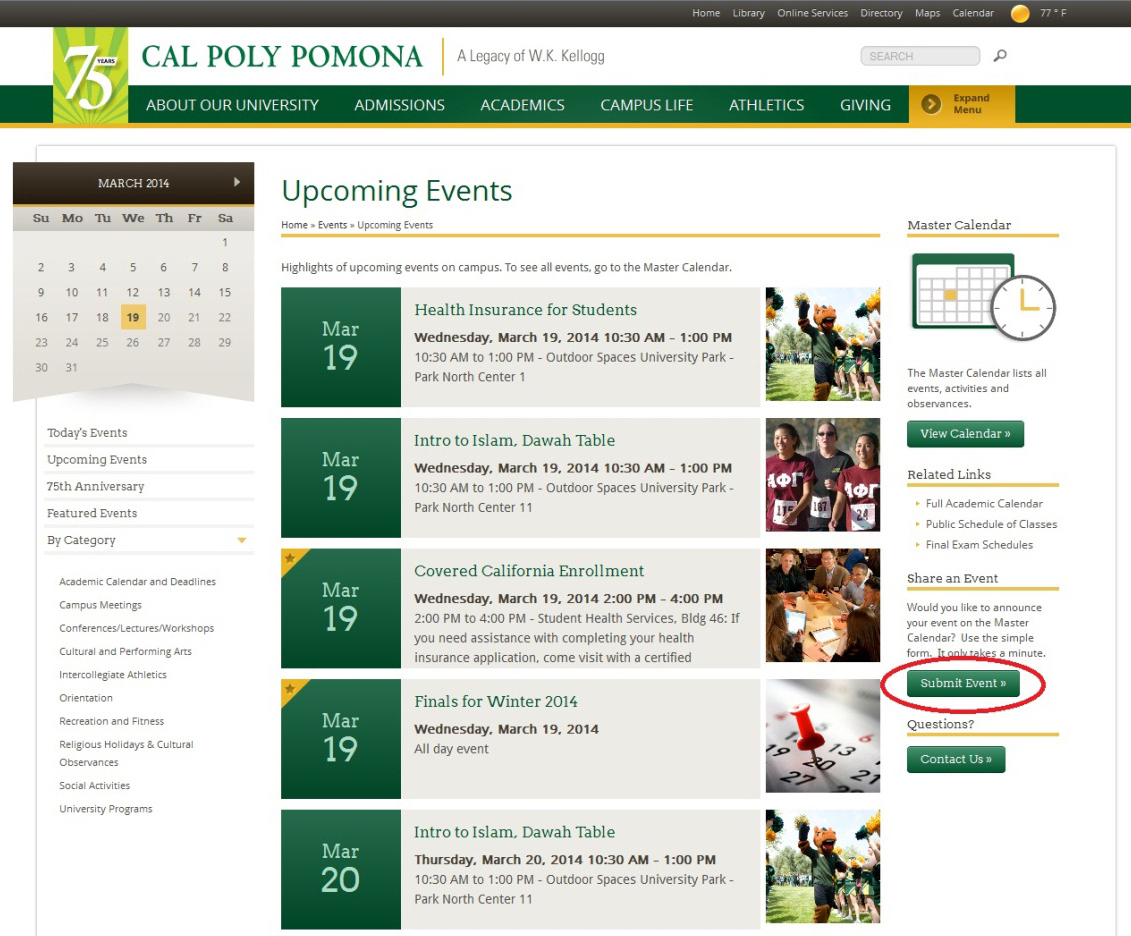 Home Library Online Services Directory Maps Calendar 77 ° F
75 YEARS
CAL POLY POMONA
A Legacy of W.K. Kellogg
SEARCH
ABOUT OUR UNIVERSITY ADMISSIONS ACADEMICS CAMPUS LIFE ATHLETICS GIVING
Expand
Menu
MARCH 2014
Su Mo Tu We Th Fr Sa
1
2 3 4 5 6 7 8
9 10 11 12 13 14 15
16 17 18 19 20 21 22
23 24 25 26 27 28 29
30 31
Today's Events
Upcoming Events
75th Anniversary
Featured Events
By Category
Academic Calendar and Deadlines
Campus Meetings
Conferences/Lectures/Workshops
Cultural and Performing Arts
Intercollegiate Athletics
Orientation
Recreation and Fitness
Religious Holidays & Cultural
Observances
Social Activities
University Programs
Upcoming Events
Home » Events » Upcoming Events
Highlights of upcoming events on campus. To see all events, go to the Master Calendar.
Mar
19
Health Insurance for Students
Wednesday, March 19, 2014 10:30 AM – 1:00 PM
10:30 AM to 1:00 PM - Outdoor Spaces University Park -
Park North Center 1
Mar
19
Intro to Islam, Dawah Table
Wednesday, March 19, 2014 10:30 AM – 1:00 PM
10:30 AM to 1:00 PM - Outdoor Spaces University Park -
Park North Center 11
ΑΦΓ
ΑΦΓ
115
187
24
Mar
19
Covered California Enrollment
Wednesday, March 19, 2014 2:00 PM – 4:00 PM
2:00 PM to 4:00 PM - Student Health Services, Bldg 46: If
you need assistance with completing your health
insurance application, come visit with a certified
Mar
19
Finals for Winter 2014
Wednesday, March 19, 2014
All day event
6
13
19
20
21
27
Mar
20
Intro to Islam, Dawah Table
Thursday, March 20, 2014 10:30 AM – 1:00 PM
10:30 AM to 1:00 PM - Outdoor Spaces University Park -
Park North Center 11
Master Calendar
The Master Calendar lists all
events, activities and
observances.
View Calendar »
Related Links
Full Academic Calendar
Public Schedule of Classes
Final Exam Schedules
Share an Event
Would you like to announce
your event on the Master
Calendar? Use the simple
form. It only takes a minute.
Submit Event »
Questions?
Contact Us »